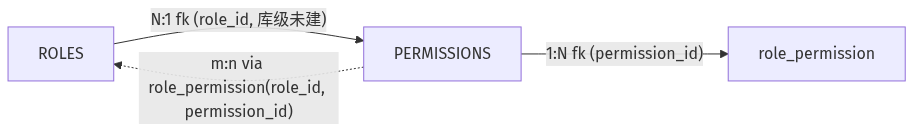 N:1 fk (role_id, 库级未建)
ROLES
PERMISSIONS
1:N fk (permission_id)
role_permission
m:n via
role_permission(role_id,
permission_id)